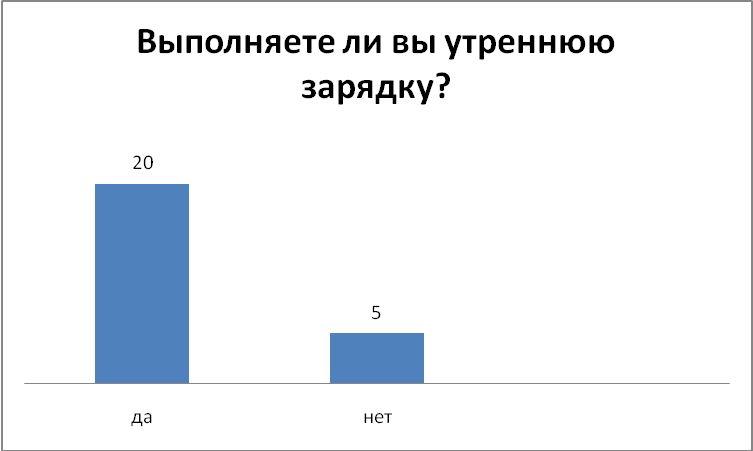 Выполняете ли вы утреннюю
зарядку?
20
5
да
нет